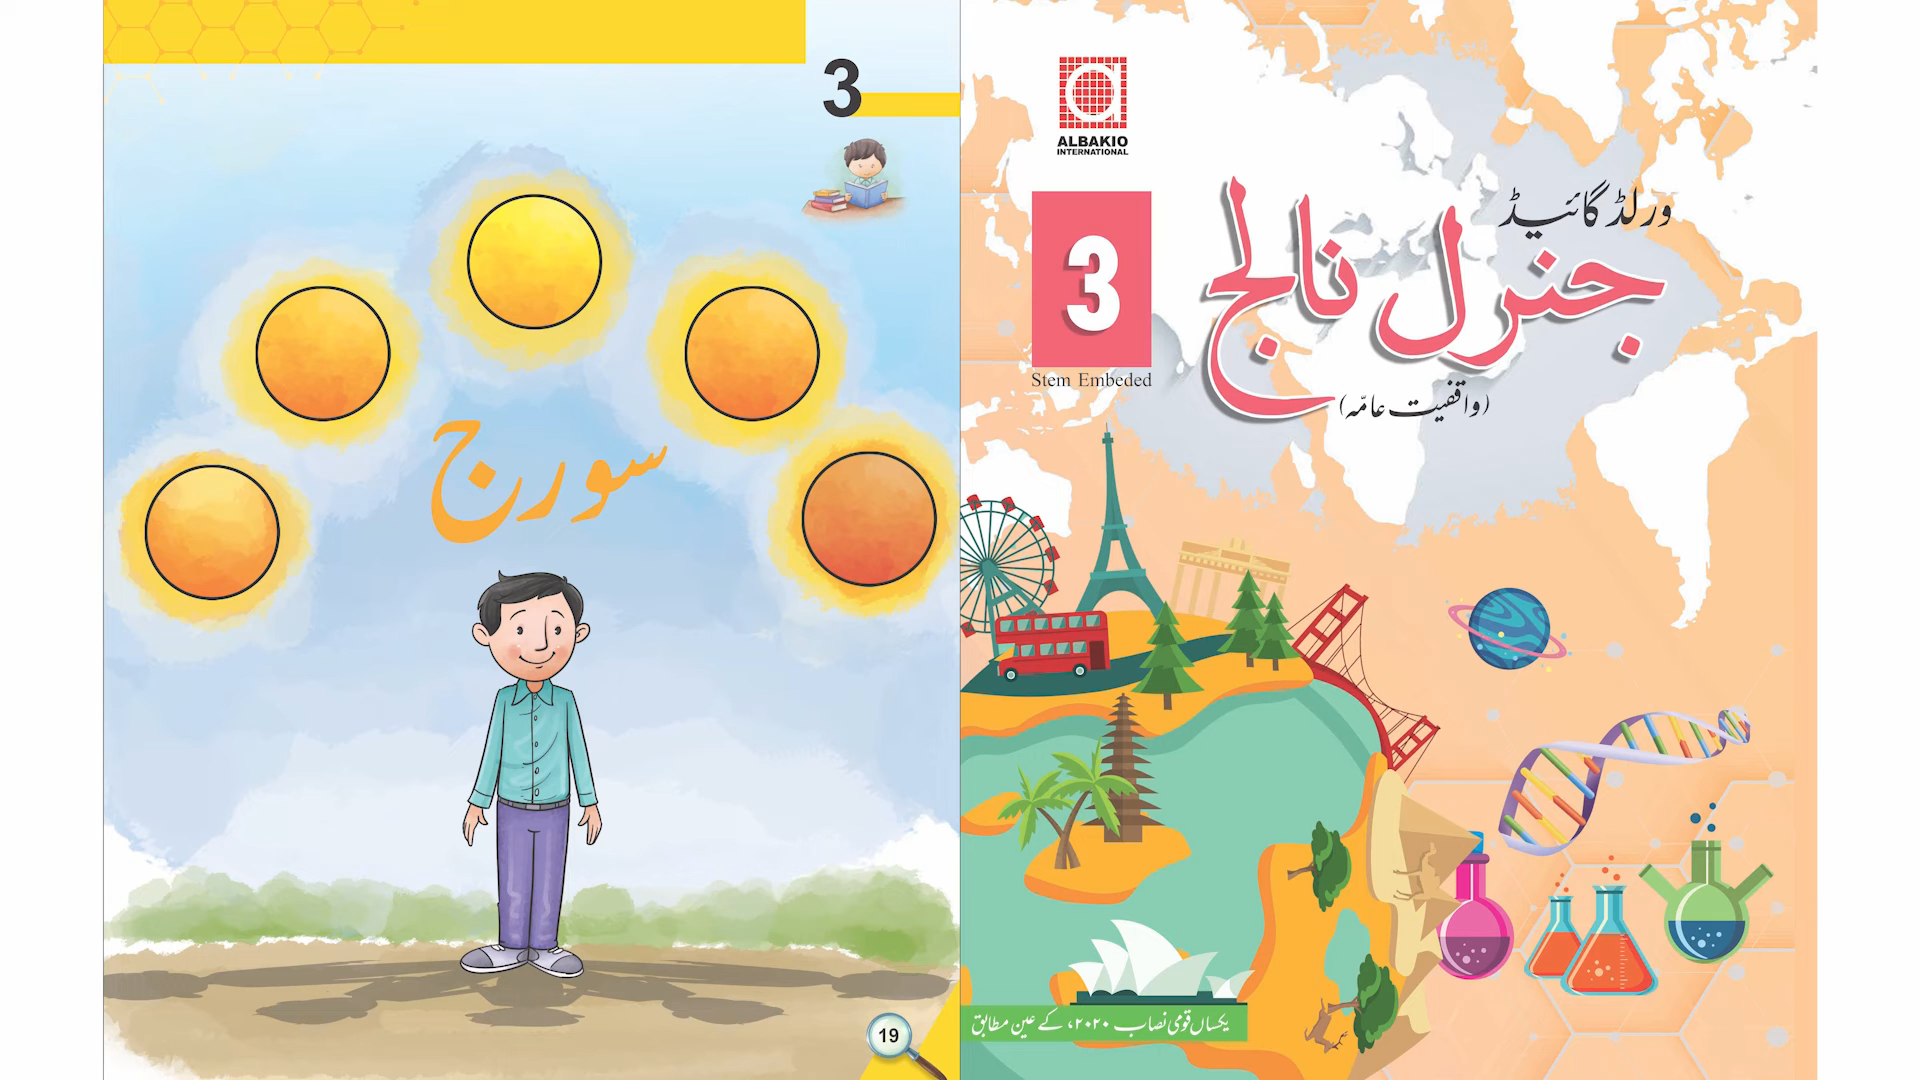 3
سورج
19
ALBAKIO
INTERNATIONAL
3
Stem Embeded
ورلڈ گائیڈ
جنرل نالج
(واقفیت عامّہ)
یکساں قومی نصاب ۲۰۲۰ء کے عین مطابق